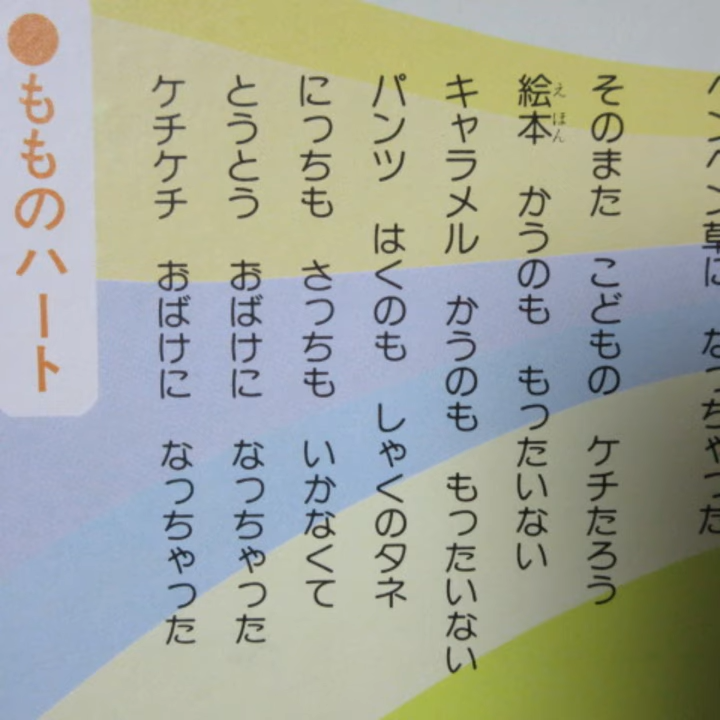 ペンペン草に なっちゃった
そのまた こどもの ケチたろう
絵本 かうのも もったいない
えほん
キャラメル かうのも もったいない
パンツ はくのも しゃくのタネ
にっちも さっちも いかなくて
とうとう おばけに なっちゃった
ケチケチ おばけに なっちゃった
●もものハート